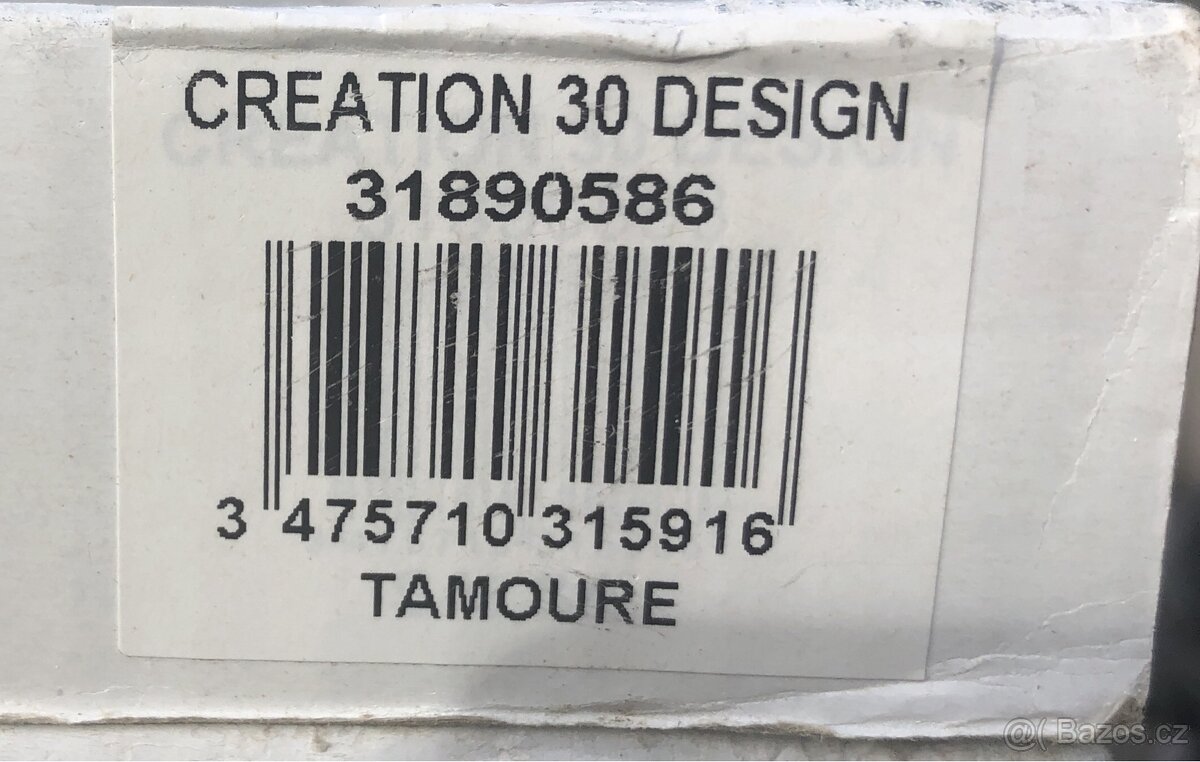 CREATION 30 DESIGN
31890586
3 475710 315916
TAMOURE
@( Bazos.cz